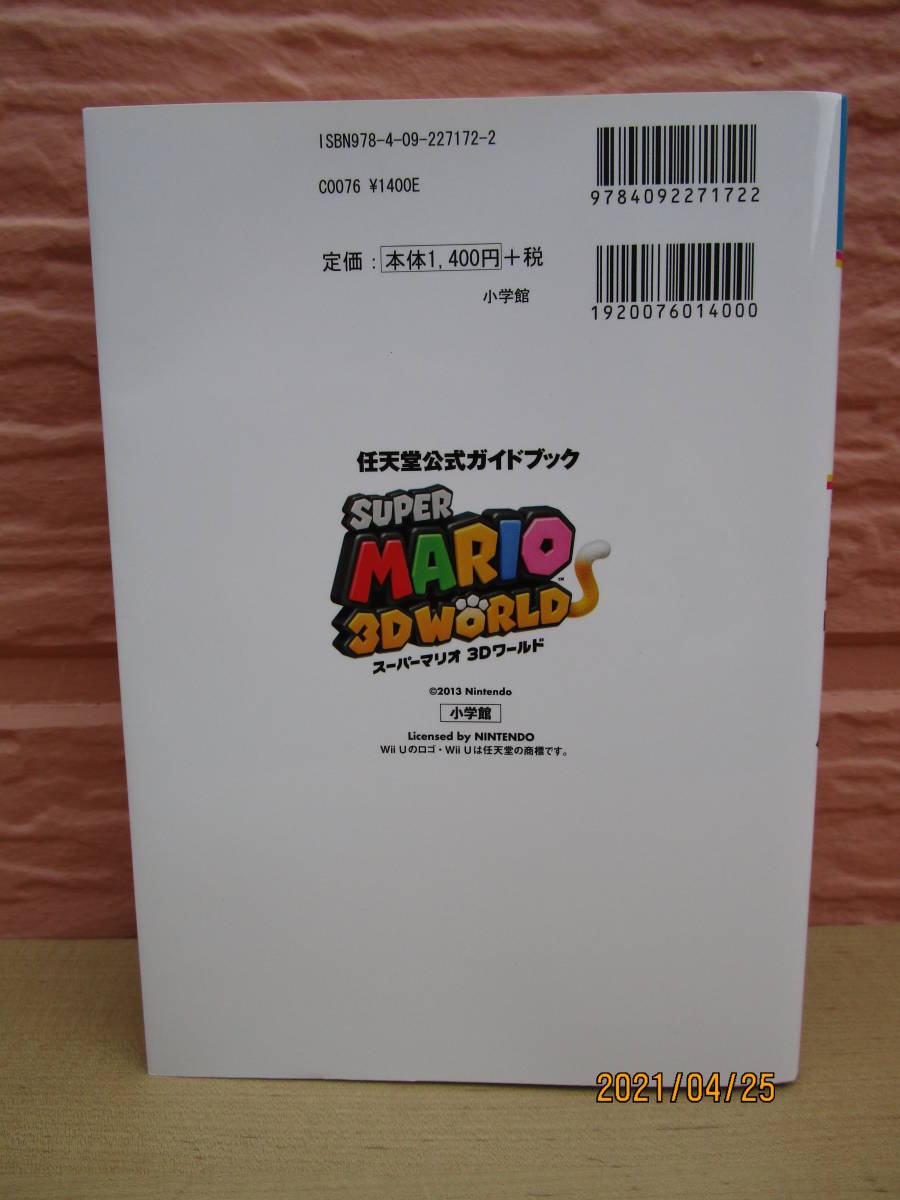 ISBN978-4-09-227172-2
9784092271722
C0076 ¥1400E
定価：本体1,400円+税
小学館
1920076014000
任天堂公式ガイドブック
SUPER
MARIO
3D WORLD™
スーパーマリオ 3Dワールド
©2013 Nintendo
小学館
Licensed by NINTENDO
Wii Uのロゴ・Wii Uは任天堂の商標です。
2021/04/25